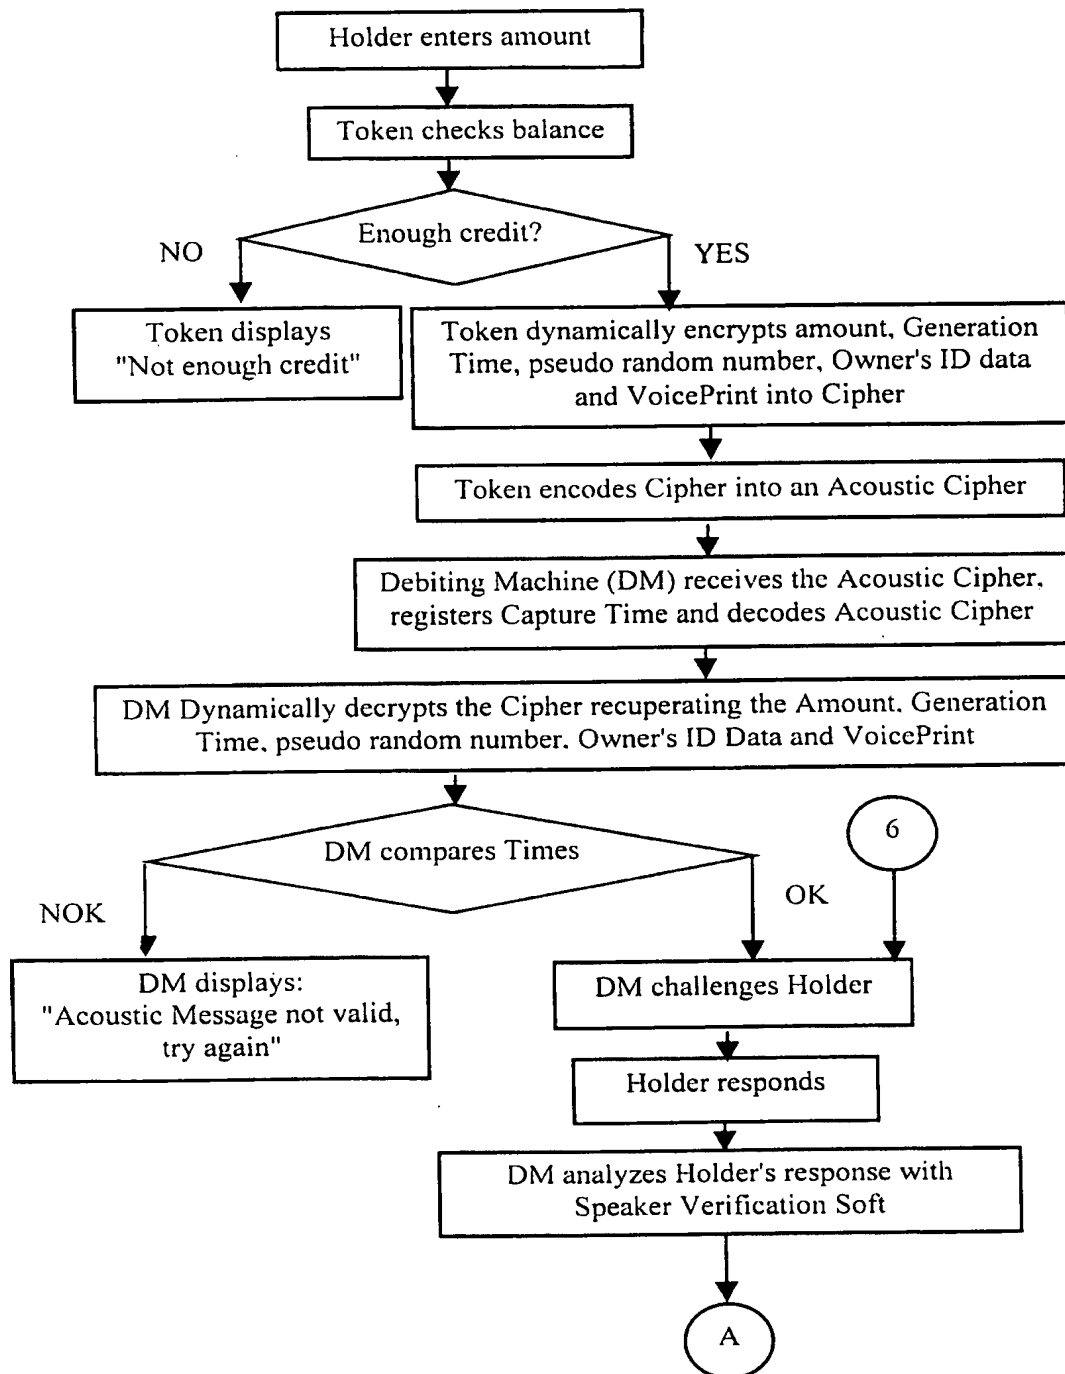 Holder enters amount
Token checks balance
Enough credit?
NO
YES
Token displays
"Not enough credit"
Token dynamically encrypts amount, Generation
Time, pseudo random number, Owner's ID data
and VoicePrint into Cipher
Token encodes Cipher into an Acoustic Cipher
Debiting Machine (DM) receives the Acoustic Cipher,
registers Capture Time and decodes Acoustic Cipher
DM Dynamically decrypts the Cipher recuperating the Amount, Generation
Time, pseudo random number, Owner's ID Data and VoicePrint
DM compares Times
6
NOK
OK
DM displays:
"Acoustic Message not valid,
try again"
DM challenges Holder
Holder responds
DM analyzes Holder's response with
Speaker Verification Soft
A